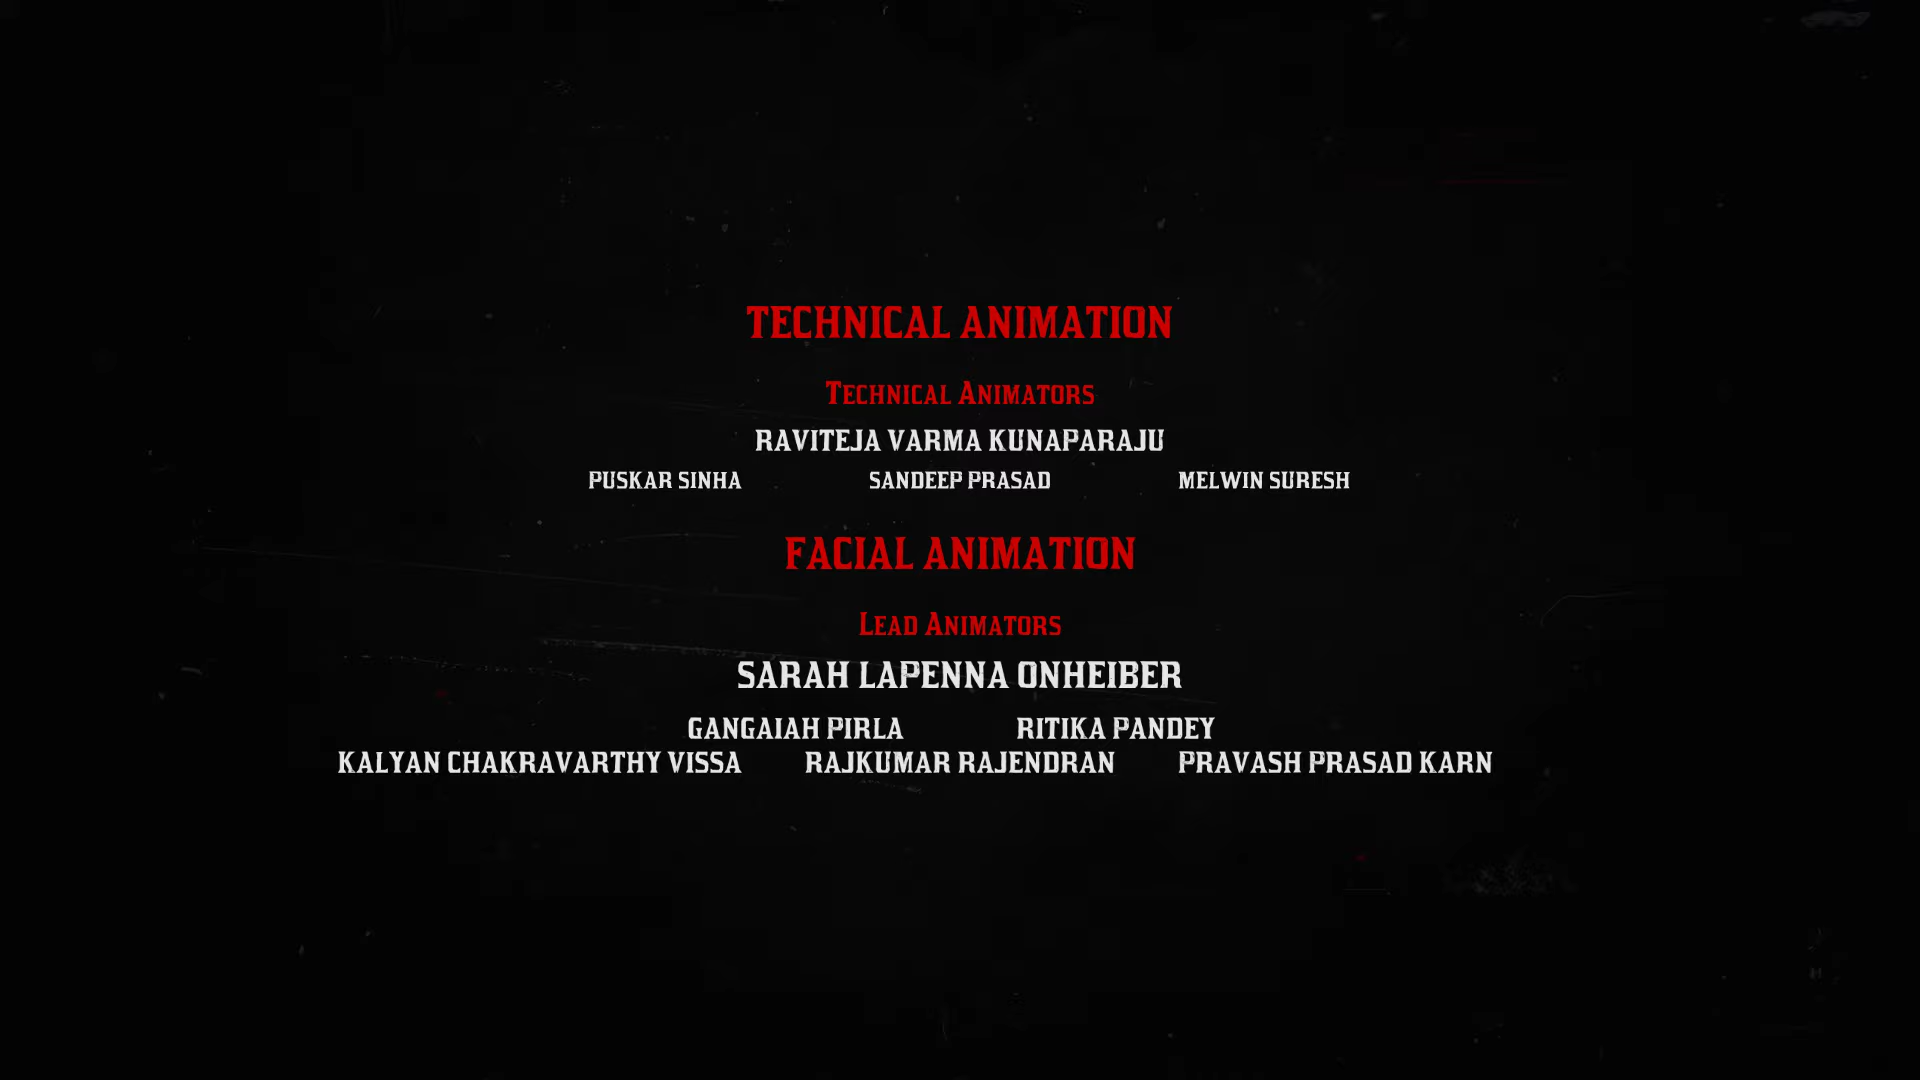 TECHNICAL ANIMATION
TECHNICAL ANIMATORS
RAVITEJA VARMA KUNAPARAJU
PUSKAR SINHA SANDEEP PRASAD MELWIN SURESH
FACIAL ANIMATION
LEAD ANIMATORS
SARAH LAPENNA ONHEIBER
GANGAIAH PIRLA RITIKA PANDEY
KALYAN CHAKRAVARTHY VISSA RAJKUMAR RAJENDRAN PRAVASH PRASAD KARN